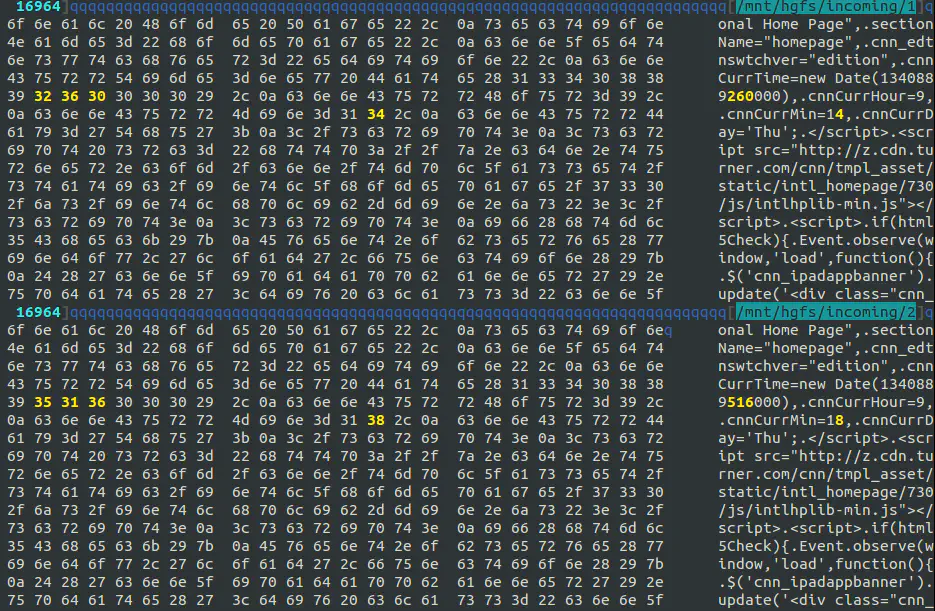 16964]qqqqqqqqqqqqqqqqqqqqqqqqqqqqqqqqqqqqqqqqqqqqqqqqqqqqqqqqqqqqqqqqqqqqqqqqq[/mnt/hgfs/incoming/1]q
6f 6e 61 6c 20 48 6f 6d  65 20 50 61 67 65 22 2c  0a 73 65 63 74 69 6f 6e  onal Home Page",.section
4e 61 6d 65 3d 22 68 6f  6d 65 70 61 67 65 22 2c  0a 63 6e 6e 5f 65 64 74  Name="homepage",.cnn_edt
6e 73 77 74 63 68 76 65  72 3d 22 65 64 69 74 69  6f 6e 22 2c 0a 63 6e 6e  nswtchver="edition",.cnn
43 75 72 72 54 69 6d 65  3d 6e 65 77 20 44 61 74  65 28 31 33 34 30 38 38  CurrTime=new Date(134088
39 32 36 30 30 30 30 29  2c 0a 63 6e 6e 43 75 72  72 48 6f 75 72 3d 39 2c  9260000),.cnnCurrHour=9,
0a 63 6e 6e 43 75 72 72  4d 69 6e 3d 31 34 2c 0a  63 6e 6e 43 75 72 72 44  .cnnCurrMin=14,.cnnCurrD
61 79 3d 27 54 68 75 27  3b 0a 3c 2f 73 63 72 69  70 74 3e 0a 3c 73 63 72  ay='Thu';.</script>.<scr
69 70 74 20 73 72 63 3d  22 68 74 74 70 3a 2f 2f  7a 2e 63 64 6e 2e 74 75  ipt src="http://z.cdn.tu
72 6e 65 72 2e 63 6f 6d  2f 63 6e 6e 2f 74 6d 70  6c 5f 61 73 73 65 74 2f  rner.com/cnn/tmpl_asset/
73 74 61 74 69 63 2f 69  6e 74 6c 5f 68 6f 6d 65  70 61 67 65 2f 37 33 30  static/intl_homepage/730
2f 6a 73 2f 69 6e 74 6c  68 70 6c 69 62 2d 6d 69  6e 2e 6a 73 22 3e 3c 2f  /js/intlhplib-min.js"></
73 63 72 69 70 74 3e 0a  3c 73 63 72 69 70 74 3e  0a 69 66 28 68 74 6d 6c  script>.<script>.if(html
35 43 68 65 63 6b 29 7b  0a 45 76 65 6e 74 2e 6f  62 73 65 72 76 65 28 77  5Check){.Event.observe(w
69 6e 64 6f 77 2c 27 6c  6f 61 64 27 2c 66 75 6e  63 74 69 6f 6e 28 29 7b  indow,'load',function(){
0a 24 28 27 63 6e 6e 5f  69 70 61 64 61 70 70 62  61 6e 6e 65 72 27 29 2e  .$('cnn_ipadappbanner').
75 70 64 61 74 65 28 27  3c 64 69 76 20 63 6c 61  73 73 3d 22 63 6e 6e 5f  update('<div class="cnn_
16964]qqqqqqqqqqqqqqqqqqqqqqqqqqqqqqqqqqqqqqqqqqqqqqqqqqqqqqqqqqqqqqqqqqqqqqqqq[/mnt/hgfs/incoming/2]q
6f 6e 61 6c 20 48 6f 6d  65 20 50 61 67 65 22 2c  0a 73 65 63 74 69 6f 6eq onal Home Page",.section
4e 61 6d 65 3d 22 68 6f  6d 65 70 61 67 65 22 2c  0a 63 6e 6e 5f 65 64 74  Name="homepage",.cnn_edt
6e 73 77 74 63 68 76 65  72 3d 22 65 64 69 74 69  6f 6e 22 2c 0a 63 6e 6e  nswtchver="edition",.cnn
43 75 72 72 54 69 6d 65  3d 6e 65 77 20 44 61 74  65 28 31 33 34 30 38 38  CurrTime=new Date(134088
39 35 31 36 30 30 30 29  2c 0a 63 6e 6e 43 75 72  72 48 6f 75 72 3d 39 2c  9516000),.cnnCurrHour=9,
0a 63 6e 6e 43 75 72 72  4d 69 6e 3d 31 38 2c 0a  63 6e 6e 43 75 72 72 44  .cnnCurrMin=18,.cnnCurrD
61 79 3d 27 54 68 75 27  3b 0a 3c 2f 73 63 72 69  70 74 3e 0a 3c 73 63 72  ay='Thu';.</script>.<scr
69 70 74 20 73 72 63 3d  22 68 74 74 70 3a 2f 2f  7a 2e 63 64 6e 2e 74 75  ipt src="http://z.cdn.tu
72 6e 65 72 2e 63 6f 6d  2f 63 6e 6e 2f 74 6d 70  6c 5f 61 73 73 65 74 2f  rner.com/cnn/tmpl_asset/
73 74 61 74 69 63 2f 69  6e 74 6c 5f 68 6f 6d 65  70 61 67 65 2f 37 33 30  static/intl_homepage/730
2f 6a 73 2f 69 6e 74 6c  68 70 6c 69 62 2d 6d 69  6e 2e 6a 73 22 3e 3c 2f  /js/intlhplib-min.js"></
73 63 72 69 70 74 3e 0a  3c 73 63 72 69 70 74 3e  0a 69 66 28 68 74 6d 6c  script>.<script>.if(html
35 43 68 65 63 6b 29 7b  0a 45 76 65 6e 74 2e 6f  62 73 65 72 76 65 28 77  5Check){.Event.observe(w
69 6e 64 6f 77 2c 27 6c  6f 61 64 27 2c 66 75 6e  63 74 69 6f 6e 28 29 7b  indow,'load',function(){
0a 24 28 27 63 6e 6e 5f  69 70 61 64 61 70 70 62  61 6e 6e 65 72 27 29 2e  .$('cnn_ipadappbanner').
75 70 64 61 74 65 28 27  3c 64 69 76 20 63 6c 61  73 73 3d 22 63 6e 6e 5f  update('<div class="cnn_